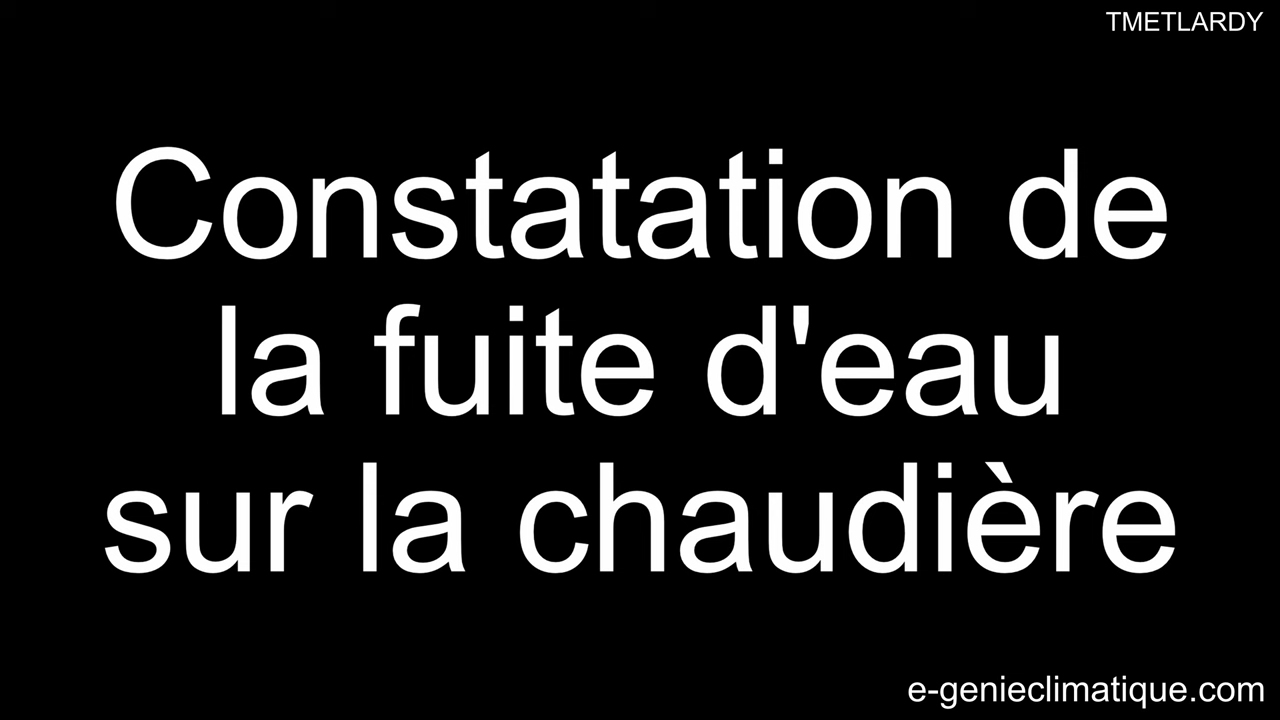 TMETLARDY
Constatation de
la fuite d'eau
sur la chaudière
e-genieclimatique.com